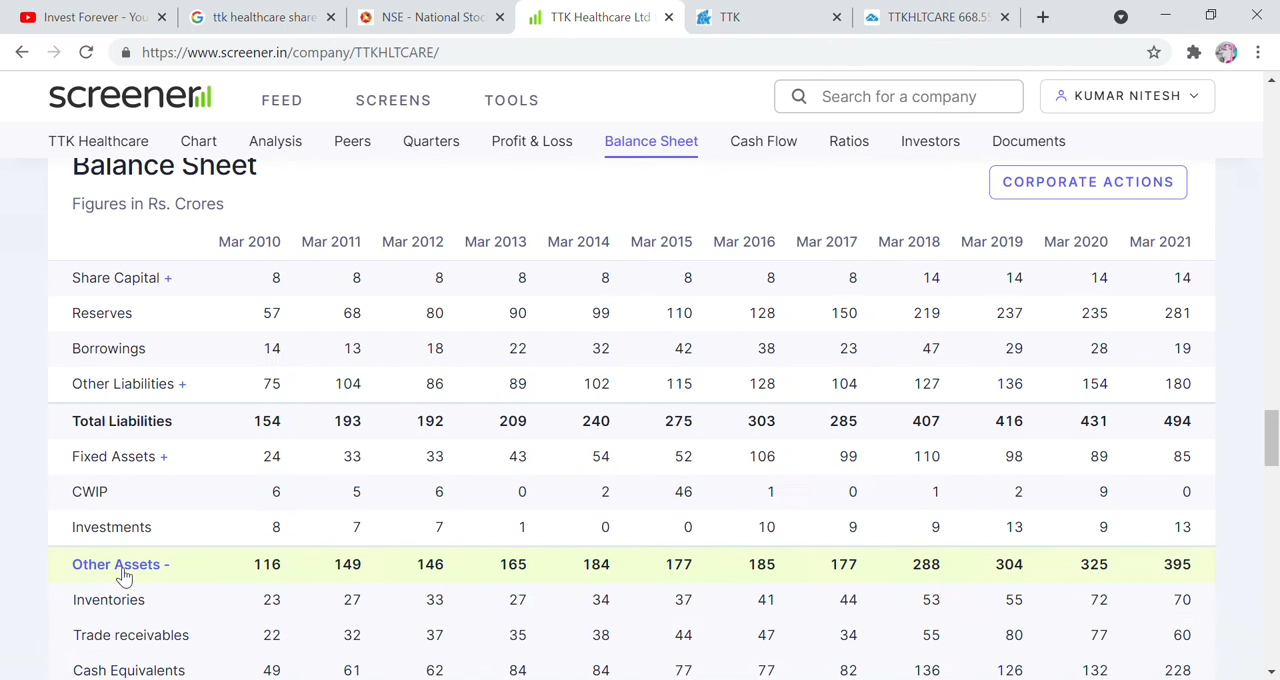 Invest Forever - You ttk healthcare share NSE - National Stoc TTK Healthcare Ltd TTK TTKHLTCARE 668.5
https://www.screener.in/company/TTKHLTCARE/
screener FEED SCREENS TOOLS Search for a company KUMAR NITESH
TTK Healthcare Chart Analysis Peers Quarters Profit & Loss Balance Sheet Cash Flow Ratios Investors Documents
Balance Sheet
CORPORATE ACTIONS
Figures in Rs. Crores
Mar 2010 Mar 2011 Mar 2012 Mar 2013 Mar 2014 Mar 2015 Mar 2016 Mar 2017 Mar 2018 Mar 2019 Mar 2020 Mar 2021
Share Capital + 8 8 8 8 8 8 8 8 14 14 14 14
Reserves 57 68 80 90 99 110 128 150 219 237 235 281
Borrowings 14 13 18 22 32 42 38 23 47 29 28 19
Other Liabilities + 75 104 86 89 102 115 128 104 127 136 154 180
Total Liabilities 154 193 192 209 240 275 303 285 407 416 431 494
Fixed Assets + 24 33 33 43 54 52 106 99 110 98 89 85
CWIP 6 5 6 0 2 46 1 0 1 2 9 0
Investments 8 7 7 1 0 0 10 9 9 13 9 13
Other Assets - 116 149 146 165 184 177 185 177 288 304 325 395
Inventories 23 27 33 27 34 37 41 44 53 55 72 70
Trade receivables 22 32 37 35 38 44 47 34 55 80 77 60
Cash Equivalents 49 61 62 84 84 77 77 82 136 126 132 228